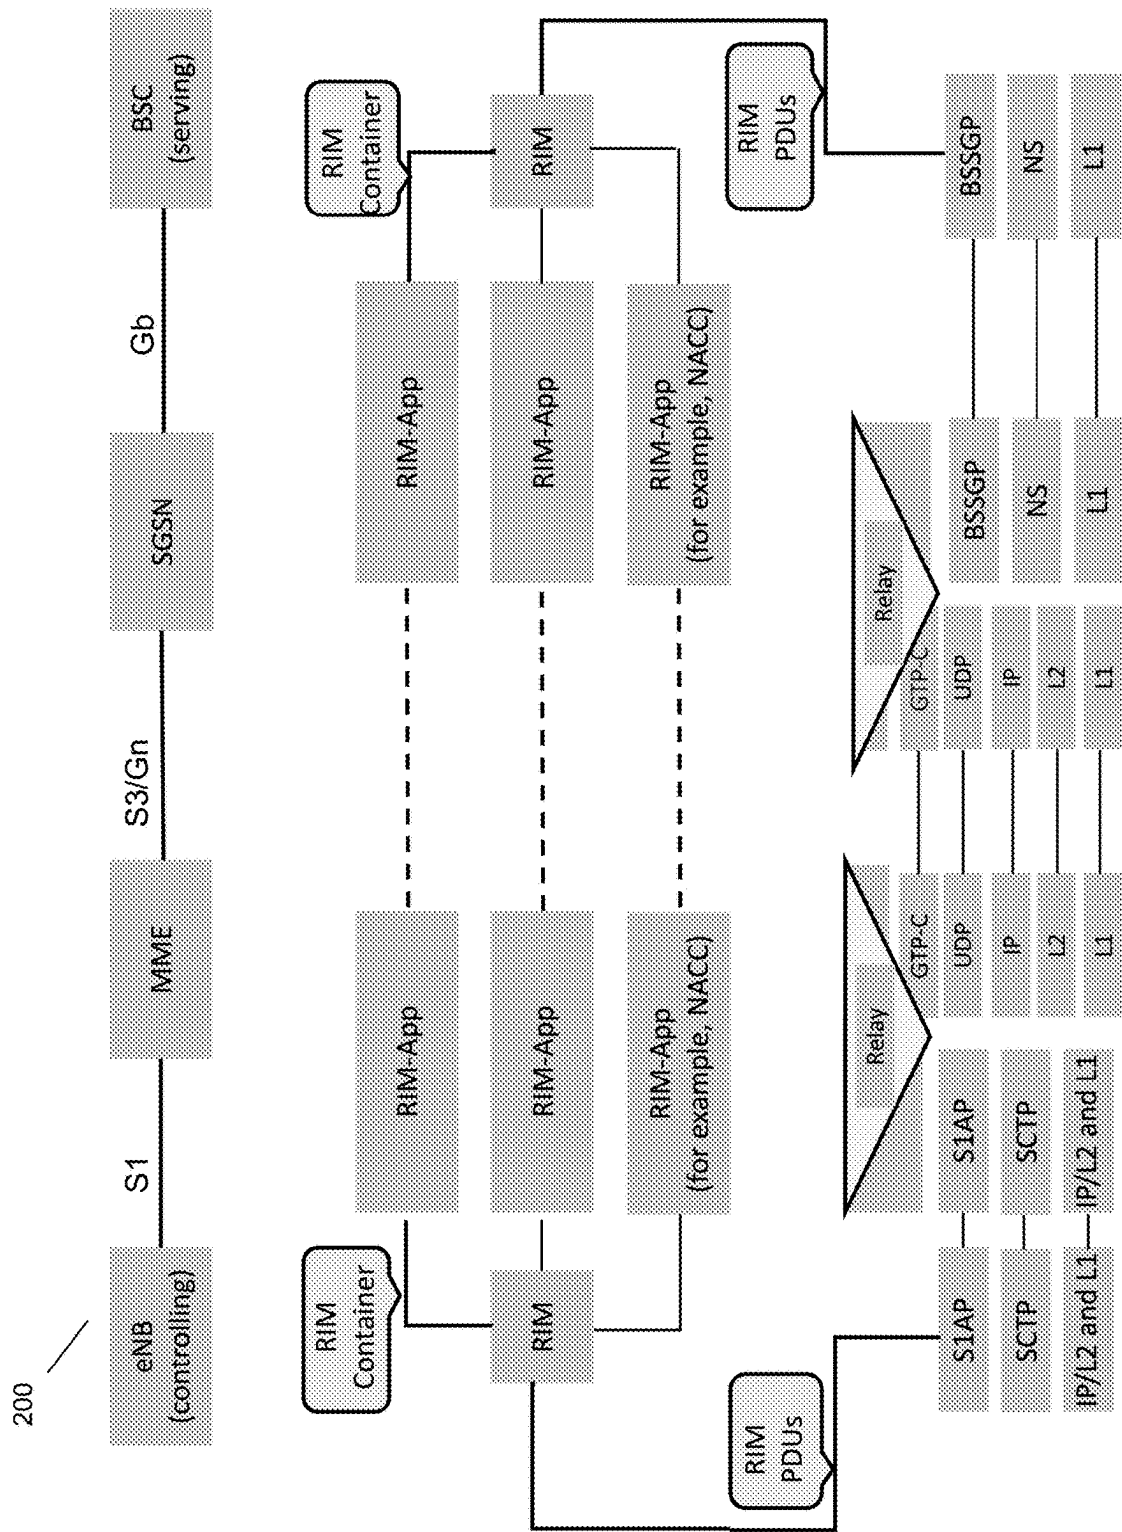 200
eNB
(controlling)
S1
MME
S3/Gn
SGSN
Gb
BSC
(serving)
RIM
Container
RIM
Container
RIM-App
RIM-App
RIM
RIM-App
RIM-App
RIM
RIM-App
(for example, NACC)
RIM-App
(for example, NACC)
RIM
PDUs
RIM
PDUs
Relay
Relay
GTP-C
GTP-C
S1AP
S1AP
UDP
UDP
BSSGP
BSSGP
SCTP
SCTP
IP
IP
NS
NS
L2
L2
IP/L2 and L1
IP/L2 and L1
L1
L1
L1
L1